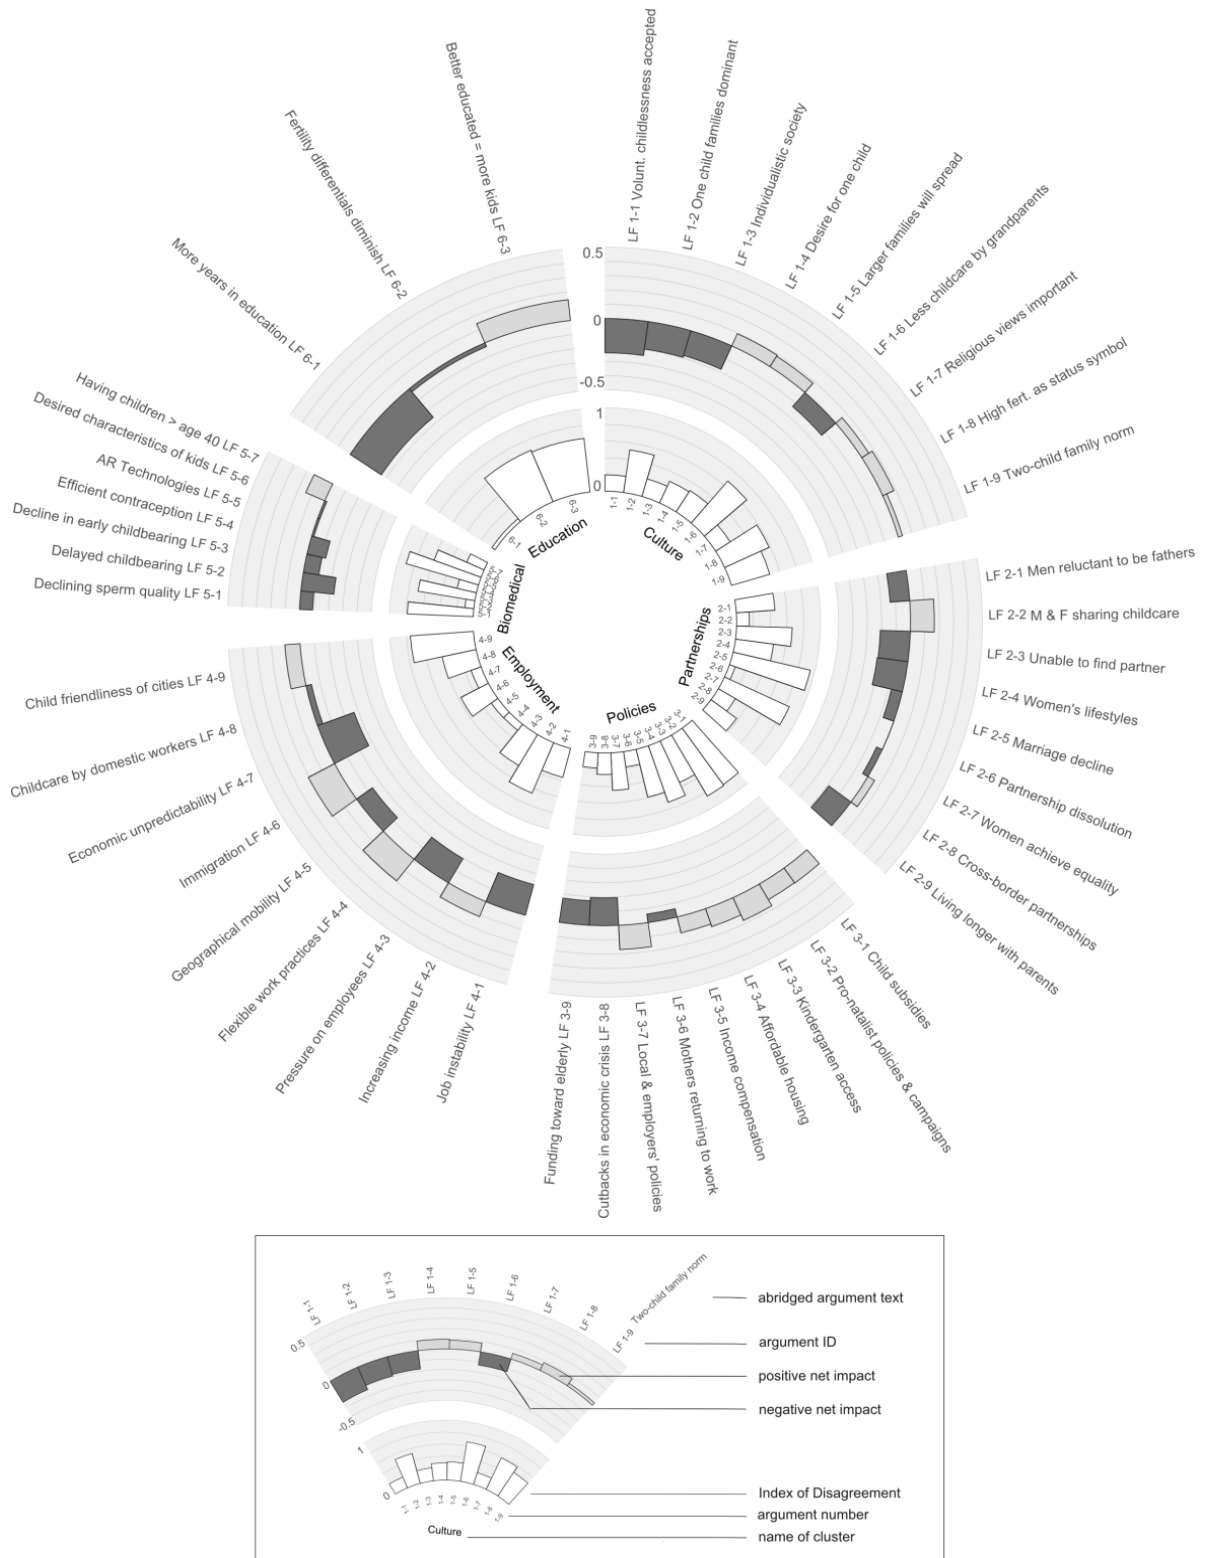 LF 1-1 Volunt. childlessness accepted
LF 1-2 One child families dominant
LF 1-3 Individualistic society
LF 1-4 Desire for one child
LF 1-5 Larger families will spread
LF 1-6 Less childcare by grandparents
LF 1-7 Religious views important
LF 1-8 High fert. as status symbol
LF 1-9 Two-child family norm
LF 2-1 Men reluctant to be fathers
LF 2-2 M & F sharing childcare
LF 2-3 Unable to find partner
LF 2-4 Women's lifestyles
LF 2-5 Marriage decline
LF 2-6 Partnership dissolution
LF 2-7 Women achieve equality
LF 2-8 Cross-border partnerships
LF 2-9 Living longer with parents
LF 3-1 Child subsidies
LF 3-2 Pro-natalist policies & campaigns
LF 3-3 Kindergarten access
LF 3-4 Affordable housing
LF 3-5 Income compensation
LF 3-6 Mothers returning to work
LF 3-7 Local & employers' policies
Cutbacks in economic crisis LF 3-8
Funding toward elderly LF 3-9
Job instability LF 4-1
Increasing income LF 4-2
Pressure on employees LF 4-3
Flexible work practices LF 4-4
Geographical mobility LF 4-5
Immigration LF 4-6
Economic unpredictability LF 4-7
Childcare by domestic workers LF 4-8
Child friendliness of cities LF 4-9
Declining sperm quality LF 5-1
Delayed childbearing LF 5-2
Decline in early childbearing LF 5-3
Efficient contraception LF 5-4
AR Technologies LF 5-5
Desired characteristics of kids LF 5-6
Having children > age 40 LF 5-7
More years in education LF 6-1
Fertility differentials diminish LF 6-2
Better educated = more kids LF 6-3
0.5
0
-0.5
1
0
1-1
1-2
1-3
1-4
1-5
1-6
1-7
1-8
1-9
Culture
2-1
2-2
2-3
2-4
2-5
2-6
2-7
2-8
2-9
Partnerships
3-1
3-2
3-3
3-4
3-5
3-6
3-7
3-8
3-9
Policies
4-1
4-2
4-3
4-4
4-5
4-6
4-7
4-8
4-9
Employment
Biomedical
6-1
6-2
6-3
Education
LF 1-1
LF 1-2
LF 1-3
LF 1-4
LF 1-5
LF 1-6
LF 1-7
LF 1-8
LF 1-9 Two-child family norm
0.5
0
-0.5
1
0
1-1
1-2
1-3
1-4
1-5
1-6
1-7
1-8
1-9
Culture
abridged argument text
argument ID
positive net impact
negative net impact
Index of Disagreement
argument number
name of cluster